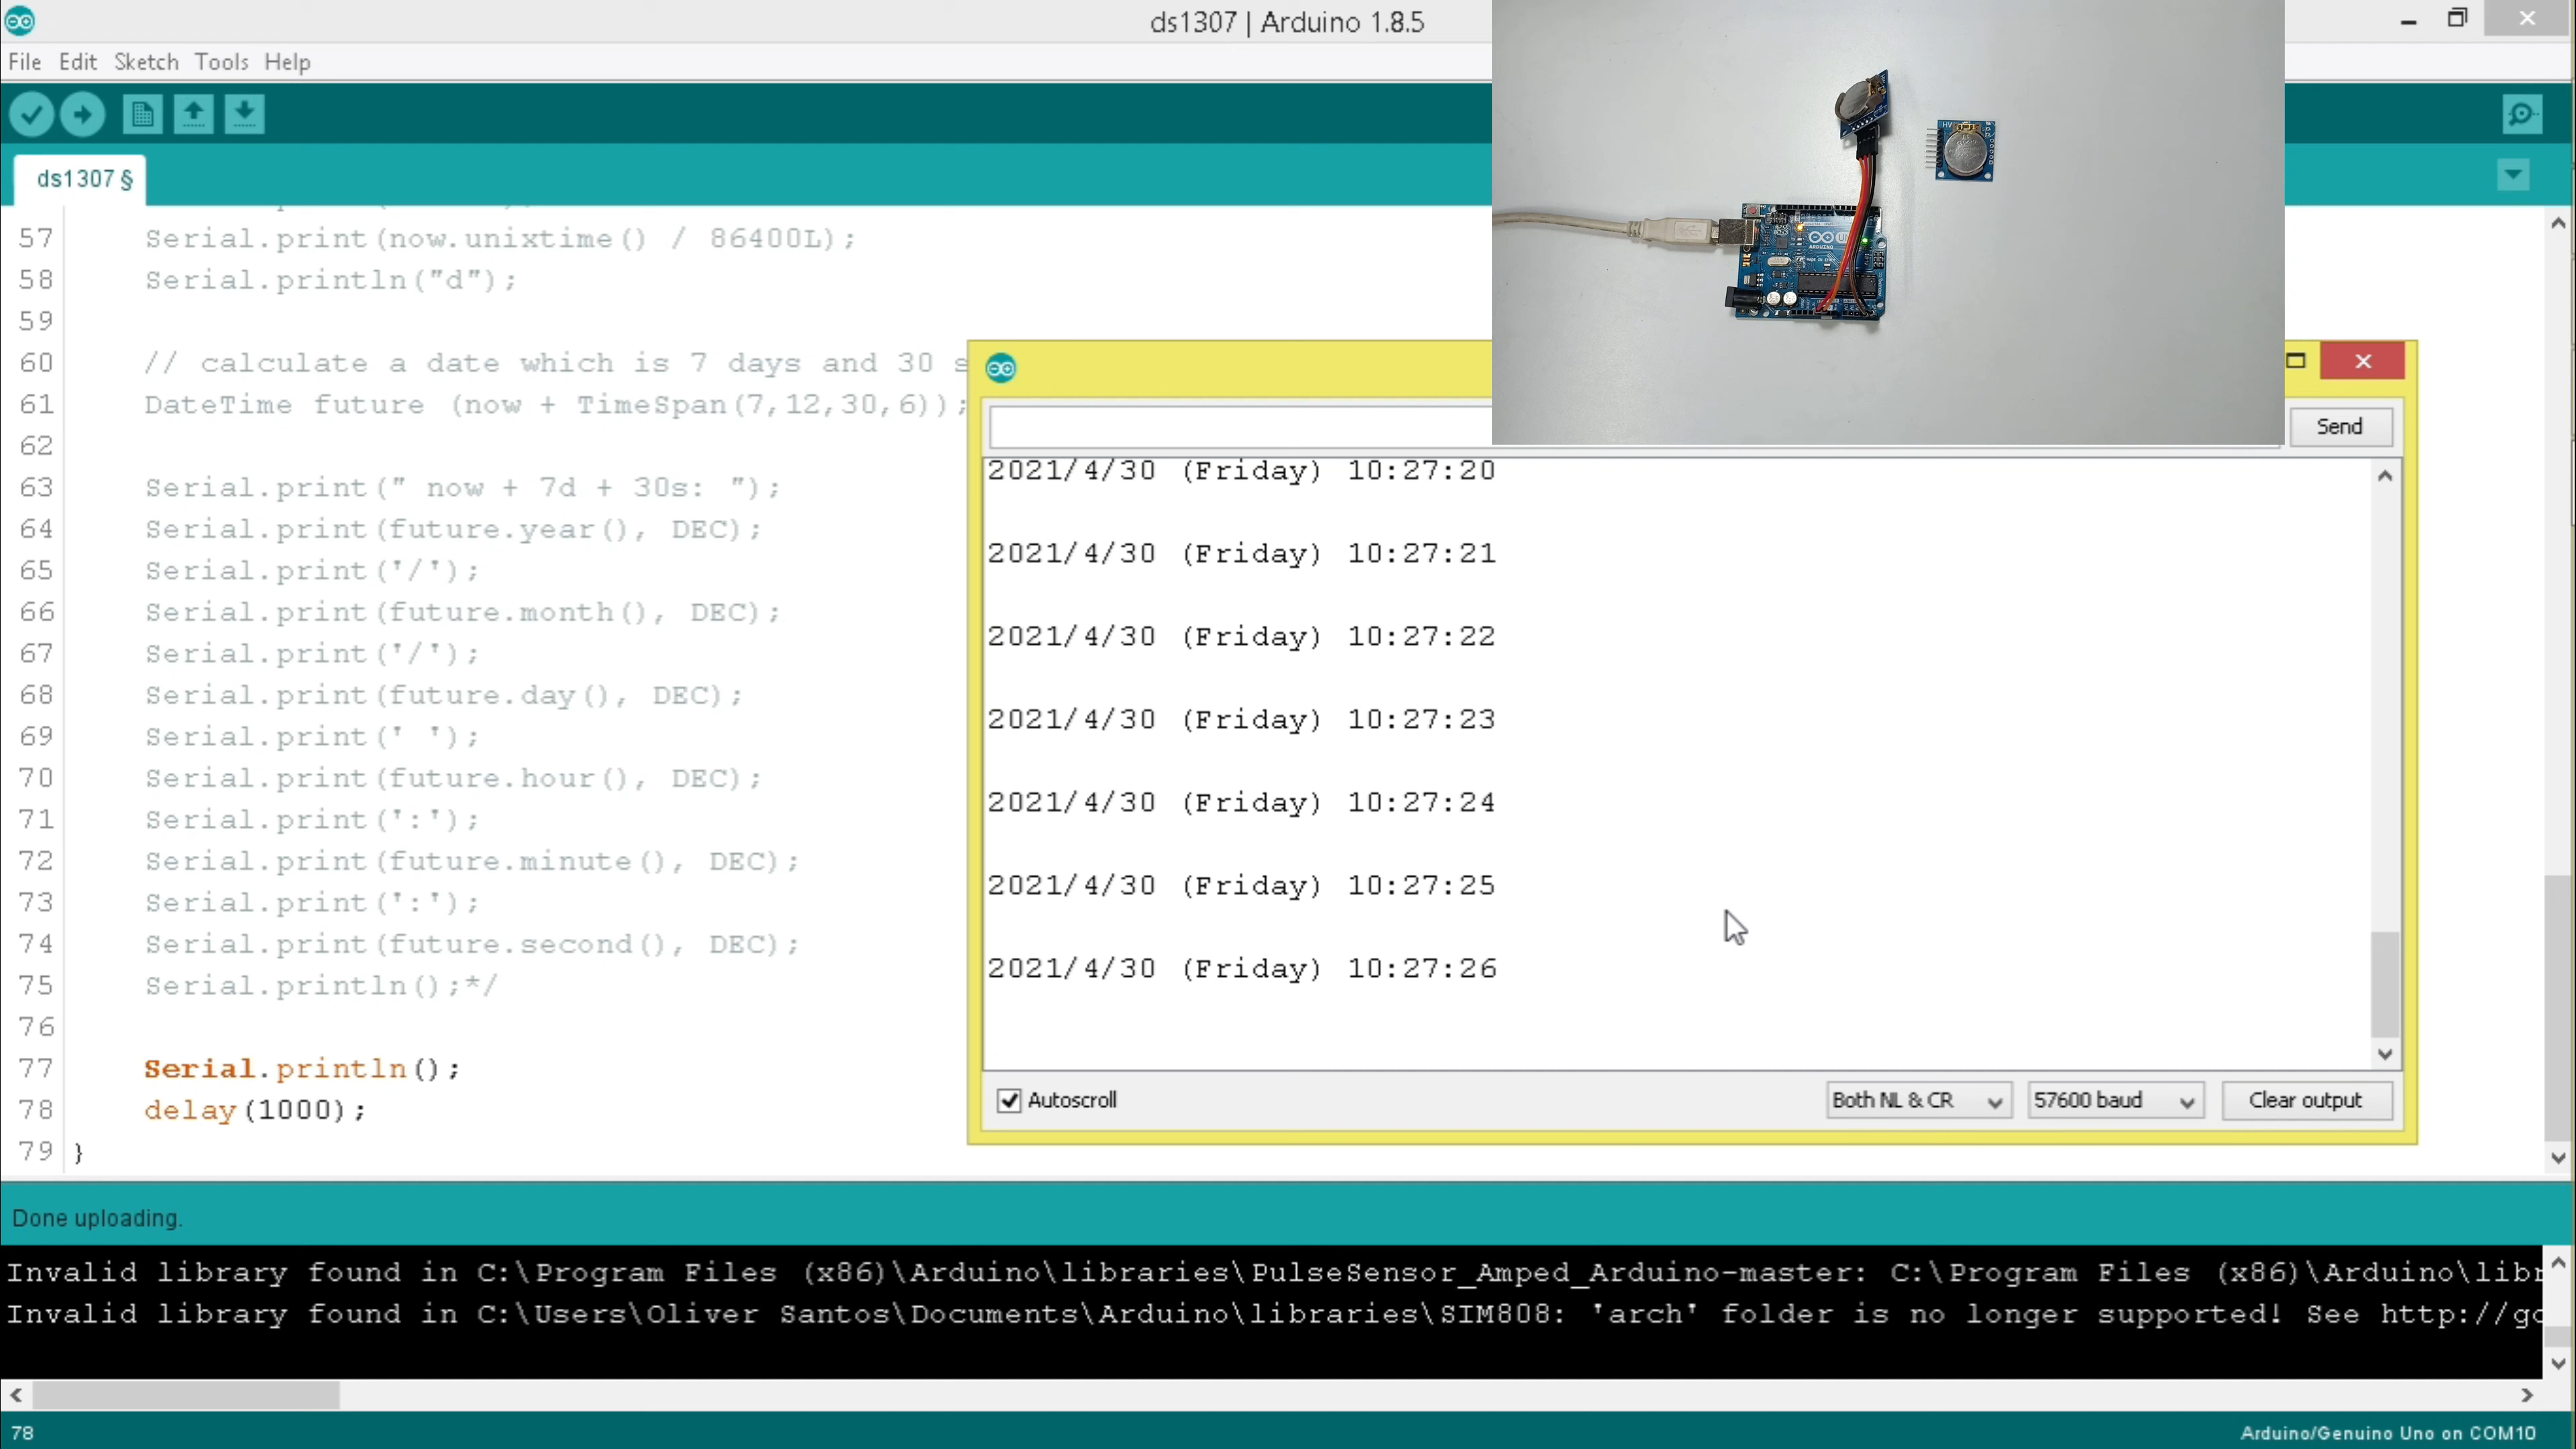 ds1307 | Arduino 1.8.5
File Edit Sketch Tools Help
ds1307 §
57 Serial.print(now.unixtime() / 86400L);
58 Serial.println("d");
59
60 // calculate a date which is 7 days and 30 s
61 DateTime future (now + TimeSpan(7,12,30,6));
62
63 Serial.print(" now + 7d + 30s: ");
64 Serial.print(future.year(), DEC);
65 Serial.print('/');
66 Serial.print(future.month(), DEC);
67 Serial.print('/');
68 Serial.print(future.day(), DEC);
69 Serial.print(' ');
70 Serial.print(future.hour(), DEC);
71 Serial.print(':');
72 Serial.print(future.minute(), DEC);
73 Serial.print(':');
74 Serial.print(future.second(), DEC);
75 Serial.println();*/
76
77 Serial.println();
78 delay(1000);
79 }
Send
2021/4/30 (Friday) 10:27:20
2021/4/30 (Friday) 10:27:21
2021/4/30 (Friday) 10:27:22
2021/4/30 (Friday) 10:27:23
2021/4/30 (Friday) 10:27:24
2021/4/30 (Friday) 10:27:25
2021/4/30 (Friday) 10:27:26
Autoscroll Both NL & CR 57600 baud Clear output
Done uploading.
Invalid library found in C:\Program Files (x86)\Arduino\libraries\PulseSensor_Amped_Arduino-master: C:\Program Files (x86)\Arduino\libr
Invalid library found in C:\Users\Oliver Santos\Documents\Arduino\libraries\SIM808: 'arch' folder is no longer supported! See http://go
78 Arduino/Genuino Uno on COM10